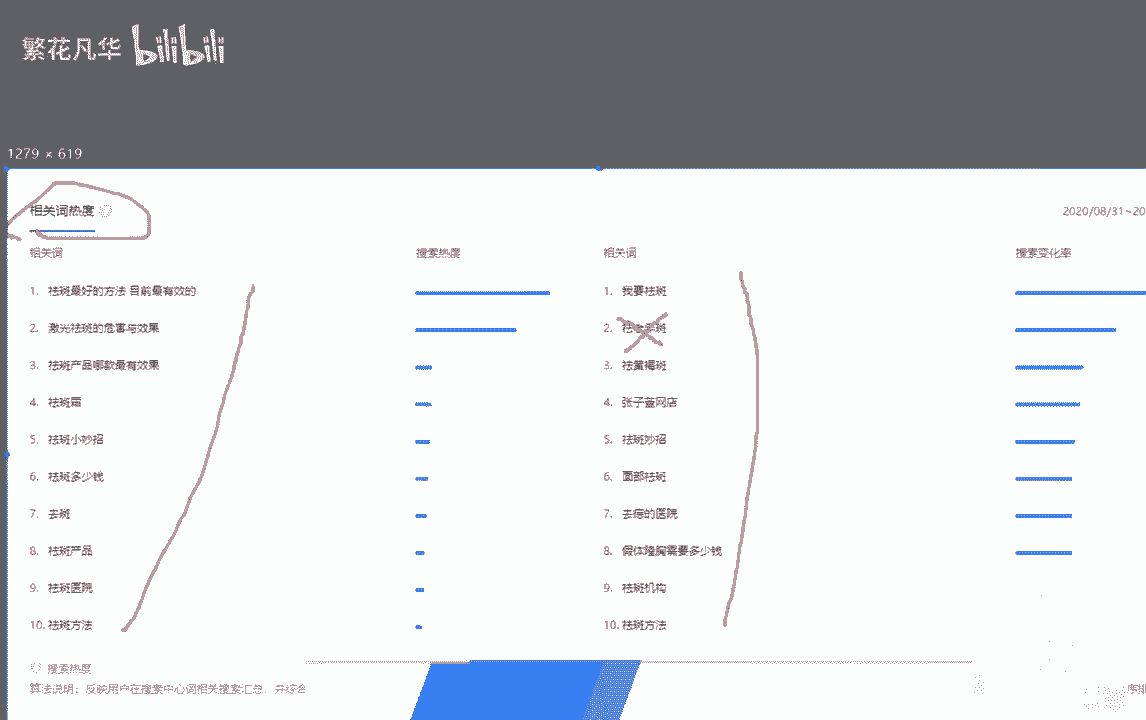 繁花凡华 bilibili
1279 × 619
相关词热度
2020/08/31~20
相关词 搜索热度
1. 祛斑最好的方法 目前最有效的
2. 激光祛斑的危害与效果
3. 祛斑产品哪款最有效果
4. 祛斑霜
5. 祛斑小妙招
6. 祛斑多少钱
7. 去斑
8. 祛斑产品
9. 祛斑医院
10. 祛斑方法
相关词 搜索变化率
1. 我要祛斑
2. 祛
3. 祛黄褐斑
4. 张子萱网店
5. 祛斑妙招
6. 面部祛斑
7. 去痣的医院
8. 假体隆胸需要多少钱
9. 祛斑机构
10. 祛斑方法
搜索热度
算法说明：反映用户在搜索中心词相关搜索汇总，并综合
序排